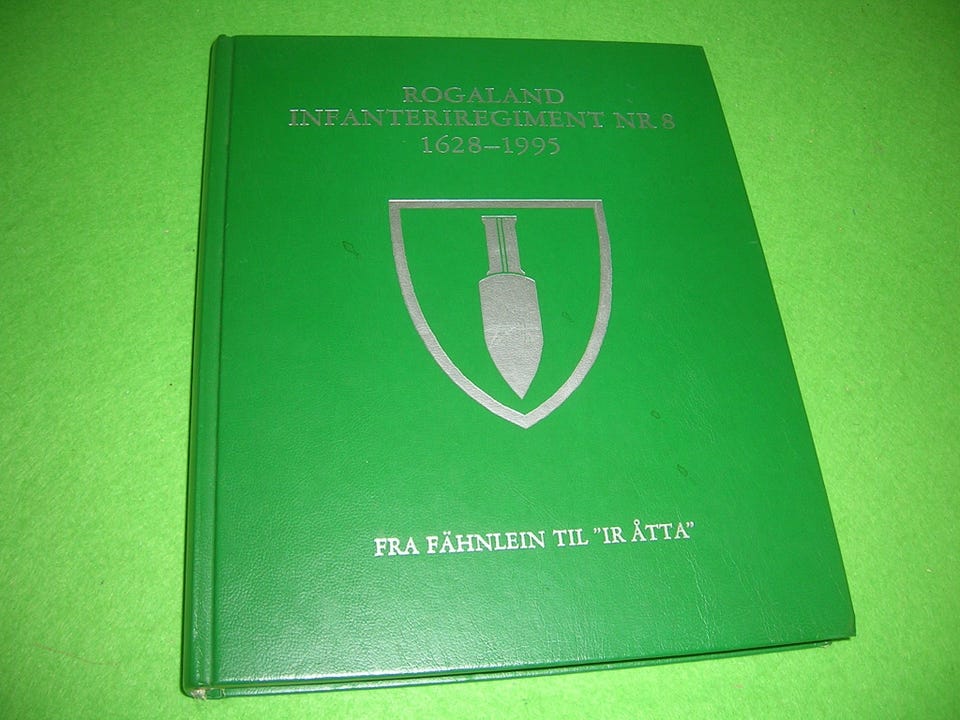 ROGALAND
INFANTERIREGIMENT NR 8
1628–1995
FRA FÄHNLEIN TIL ”IR ÅTTA”